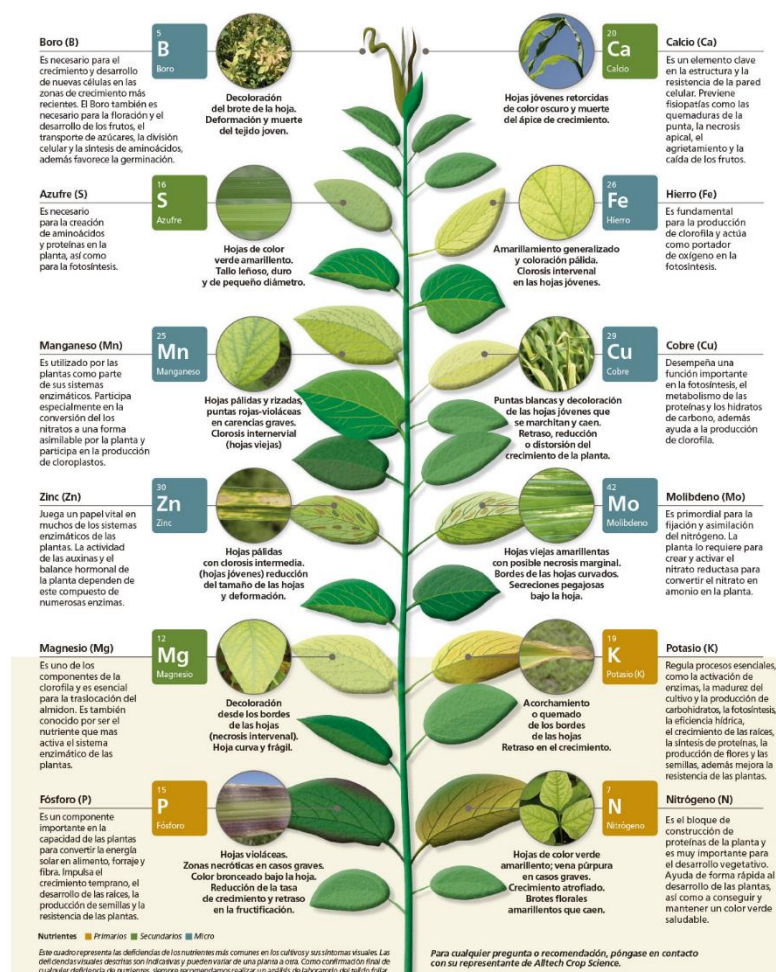 Boro (B)
Es necesario para el
crecimiento y desarrollo
de nuevas células en las
zonas de crecimiento más
recientes. El Boro también es
necesario para la floración y el
desarrollo de los frutos, el
transporte de azúcares, la división
celular y la síntesis de aminoácidos,
además favorece la germinación.
5
B
Boro
Decoloración
del brote de la hoja.
Deformación y muerte
del tejido joven.
Hojas jóvenes retorcidas
de color oscuro y muerte
del ápice de crecimiento.
20
Ca
Calcio
Calcio (Ca)
Es un elemento clave
en la estructura y la
resistencia de la pared
celular. Previene
fisiopatías como las
quemaduras de la
punta, la necrosis
apical, el
agrietamiento y la
caída de los frutos.
Azufre (S)
Es necesario
para la creación
de aminoácidos
y proteínas en la
planta, así como
para la fotosíntesis.
16
S
Azufre
Hojas de color
verde amarillento.
Tallo leñoso, duro
y de pequeño diámetro.
Amarillamiento generalizado
y coloración pálida.
Clorosis intervenal
en las hojas jóvenes.
26
Fe
Hierro
Hierro (Fe)
Es fundamental
para la producción
de clorofila y actúa
como portador
de oxígeno en la
fotosíntesis.
Manganeso (Mn)
Es utilizado por las
plantas como parte
de sus sistemas
enzimáticos. Participa
especialmente en la
conversión del los
nitratos a una forma
asimilable por la planta y
participa en la producción
de cloroplastos.
25
Mn
Manganeso
Hojas pálidas y rizadas,
puntas rojas-violáceas
en carencias graves.
Clorosis internervial
(hojas viejas)
Puntas blancas y decoloración
de las hojas jóvenes que
se marchitan y caen.
Retraso, reducción
o distorsión del
crecimiento de la planta.
29
Cu
Cobre
Cobre (Cu)
Desempeña una
función importante
en la fotosíntesis, el
metabolismo de las
proteínas y los hidratos
de carbono, además
ayuda a la producción
de clorofila.
Zinc (Zn)
Juega un papel vital en
muchos de los sistemas
enzimáticos de las
plantas. La actividad
de las auxinas y el
balance hormonal de
la planta dependen de
este compuesto de
numerosas enzimas.
30
Zn
Zinc
Hojas pálidas
con clorosis intermedia.
(hojas jóvenes) reducción
del tamaño de las hojas
y deformación.
Hojas viejas amarillentas
con posible necrosis marginal.
Bordes de las hojas curvados.
Secreciones pegajosas
bajo la hoja.
42
Mo
Molibdeno
Molibdeno (Mo)
Es primordial para la
fijación y asimilación
del nitrógeno. La
planta lo requiere para
crear y activar el
nitrato reductasa para
convertir el nitrato en
amonio en la planta.
Magnesio (Mg)
Es uno de los
componentes de la
clorofila y es esencial
para la traslocación del
almidon. Es también
conocido por ser el
nutriente que mas
activa el sistema
enzimático de las
plantas.
12
Mg
Magnesio
Decoloración
desde los bordes
de las hojas
(necrosis intervenal).
Hoja curva y frágil.
Acorchamiento
o quemado de
los bordes
de las hojas
Retraso en el crecimiento.
19
K
Potasio (K)
Potasio (K)
Regula procesos esenciales,
como la activación de
enzimas, la madurez del
cultivo y la producción de
carbohidratos, la fotosíntesis,
la eficiencia hídrica,
el crecimiento de las raíces,
la síntesis de proteínas, la
producción de flores y las
semillas, además mejora la
resistencia de las plantas.
Fósforo (P)
Es un componente
importante en la
capacidad de las plantas
para convertir la energía
solar en alimento, forraje y
fibra. Impulsa el
crecimiento temprano, el
desarrollo de las raíces, la
producción de semillas y la
resistencia de las plantas.
15
P
Fósforo
Hojas violáceas.
Zonas necróticas en casos graves.
Color bronceado bajo la hoja.
Reducción de la tasa
de crecimiento y retraso
en la fructificación.
Hojas de color verde
amarillento; vena púrpura
en casos graves.
Crecimiento atrofiado.
Brotes florales
amarillentos que caen.
7
N
Nitrógeno
Nitrógeno (N)
Es el bloque de
construcción de
proteínas de la planta y
es muy importante para
el desarrollo vegetativo.
Ayuda de forma rápida al
desarrollo de las plantas,
así como a conseguir y
mantener un color verde
saludable.
Nutrientes Primarios Secundarios Micro
Este cuadro representa las deficiencias de los nutrientes más comunes en los cultivos y sus síntomas visuales. Las
deficiencias visuales descritas son indicativas y pueden variar de una planta a otra. Como confirmación final de
cualquier deficiencia de nutrientes, siempre recomendamos realizar un análisis de laboratorio del tejido foliar.
Para cualquier pregunta o recomendación, póngase en contacto
con su representante de Alltech Crop Science.